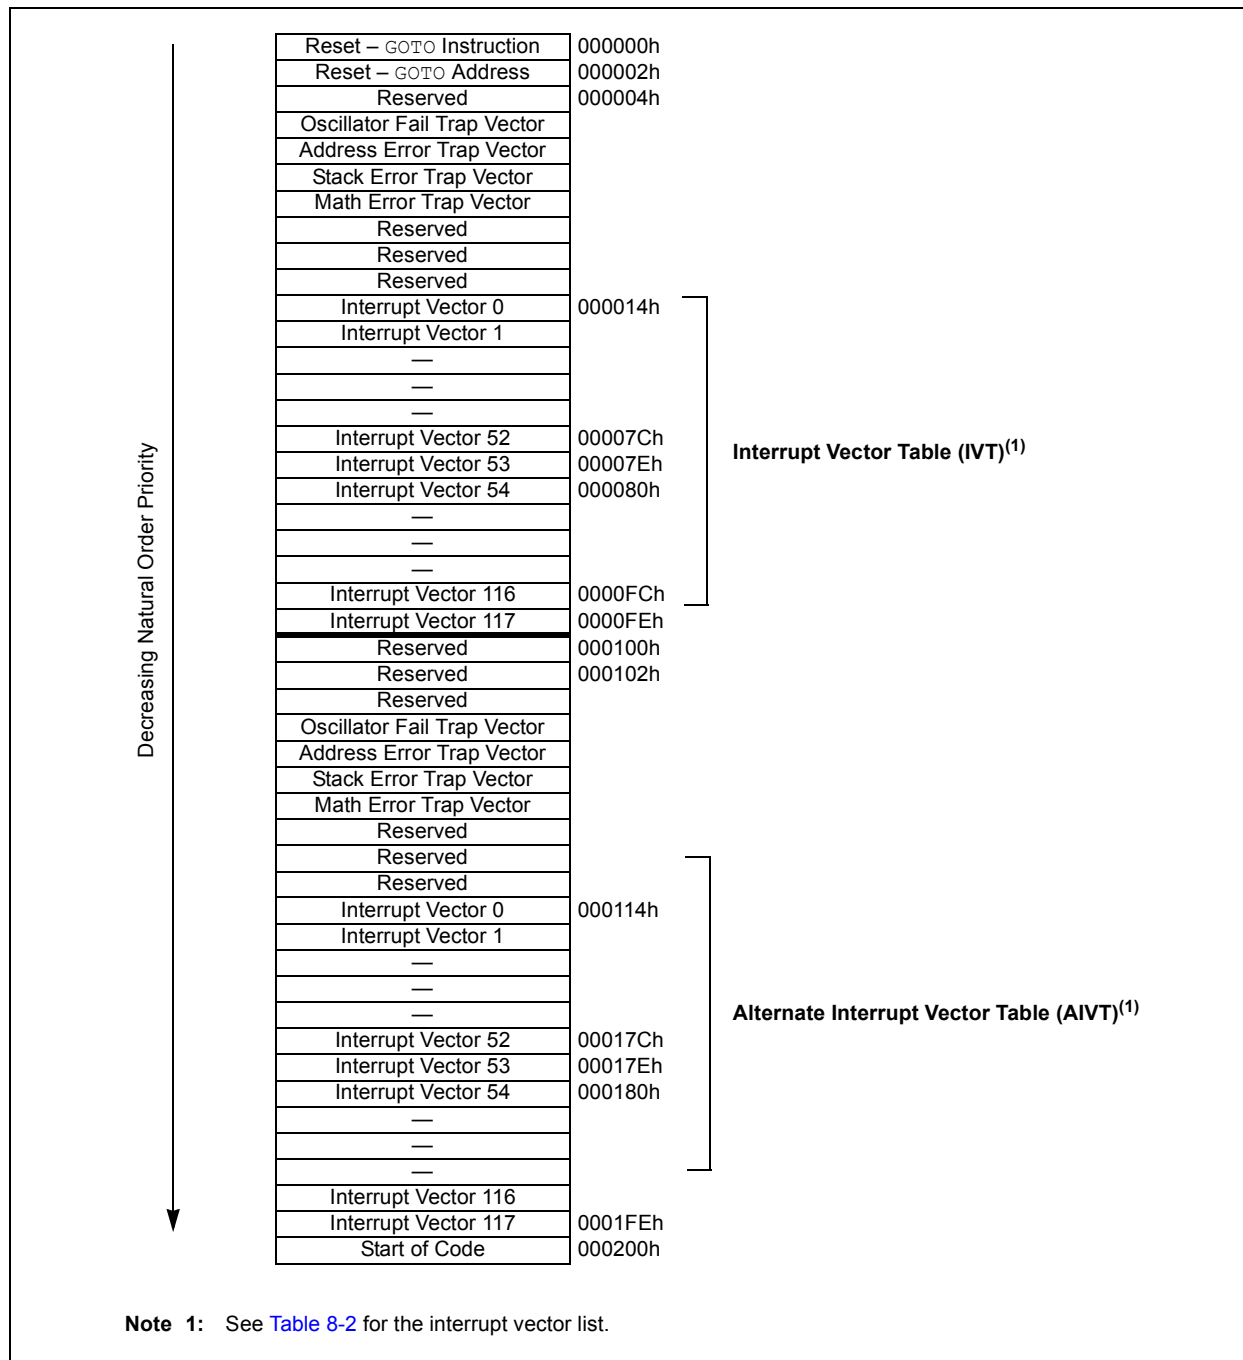 Decreasing Natural Order Priority
Reset – GOTO Instruction 000000h
Reset – GOTO Address 000002h
Reserved 000004h
Oscillator Fail Trap Vector
Address Error Trap Vector
Stack Error Trap Vector
Math Error Trap Vector
Reserved
Reserved
Reserved
Interrupt Vector 0 000014h
Interrupt Vector 1
—
—
—
Interrupt Vector 52 00007Ch
Interrupt Vector 53 00007Eh
Interrupt Vector 54 000080h
—
—
—
Interrupt Vector 116 0000FCh
Interrupt Vector 117 0000FEh
Interrupt Vector Table (IVT)(1)
Reserved 000100h
Reserved 000102h
Reserved
Oscillator Fail Trap Vector
Address Error Trap Vector
Stack Error Trap Vector
Math Error Trap Vector
Reserved
Reserved
Reserved
Interrupt Vector 0 000114h
Interrupt Vector 1
—
—
—
Interrupt Vector 52 00017Ch
Interrupt Vector 53 00017Eh
Interrupt Vector 54 000180h
—
—
—
Interrupt Vector 116
Interrupt Vector 117 0001FEh
Start of Code 000200h
Alternate Interrupt Vector Table (AIVT)(1)
Note 1: See Table 8-2 for the interrupt vector list.